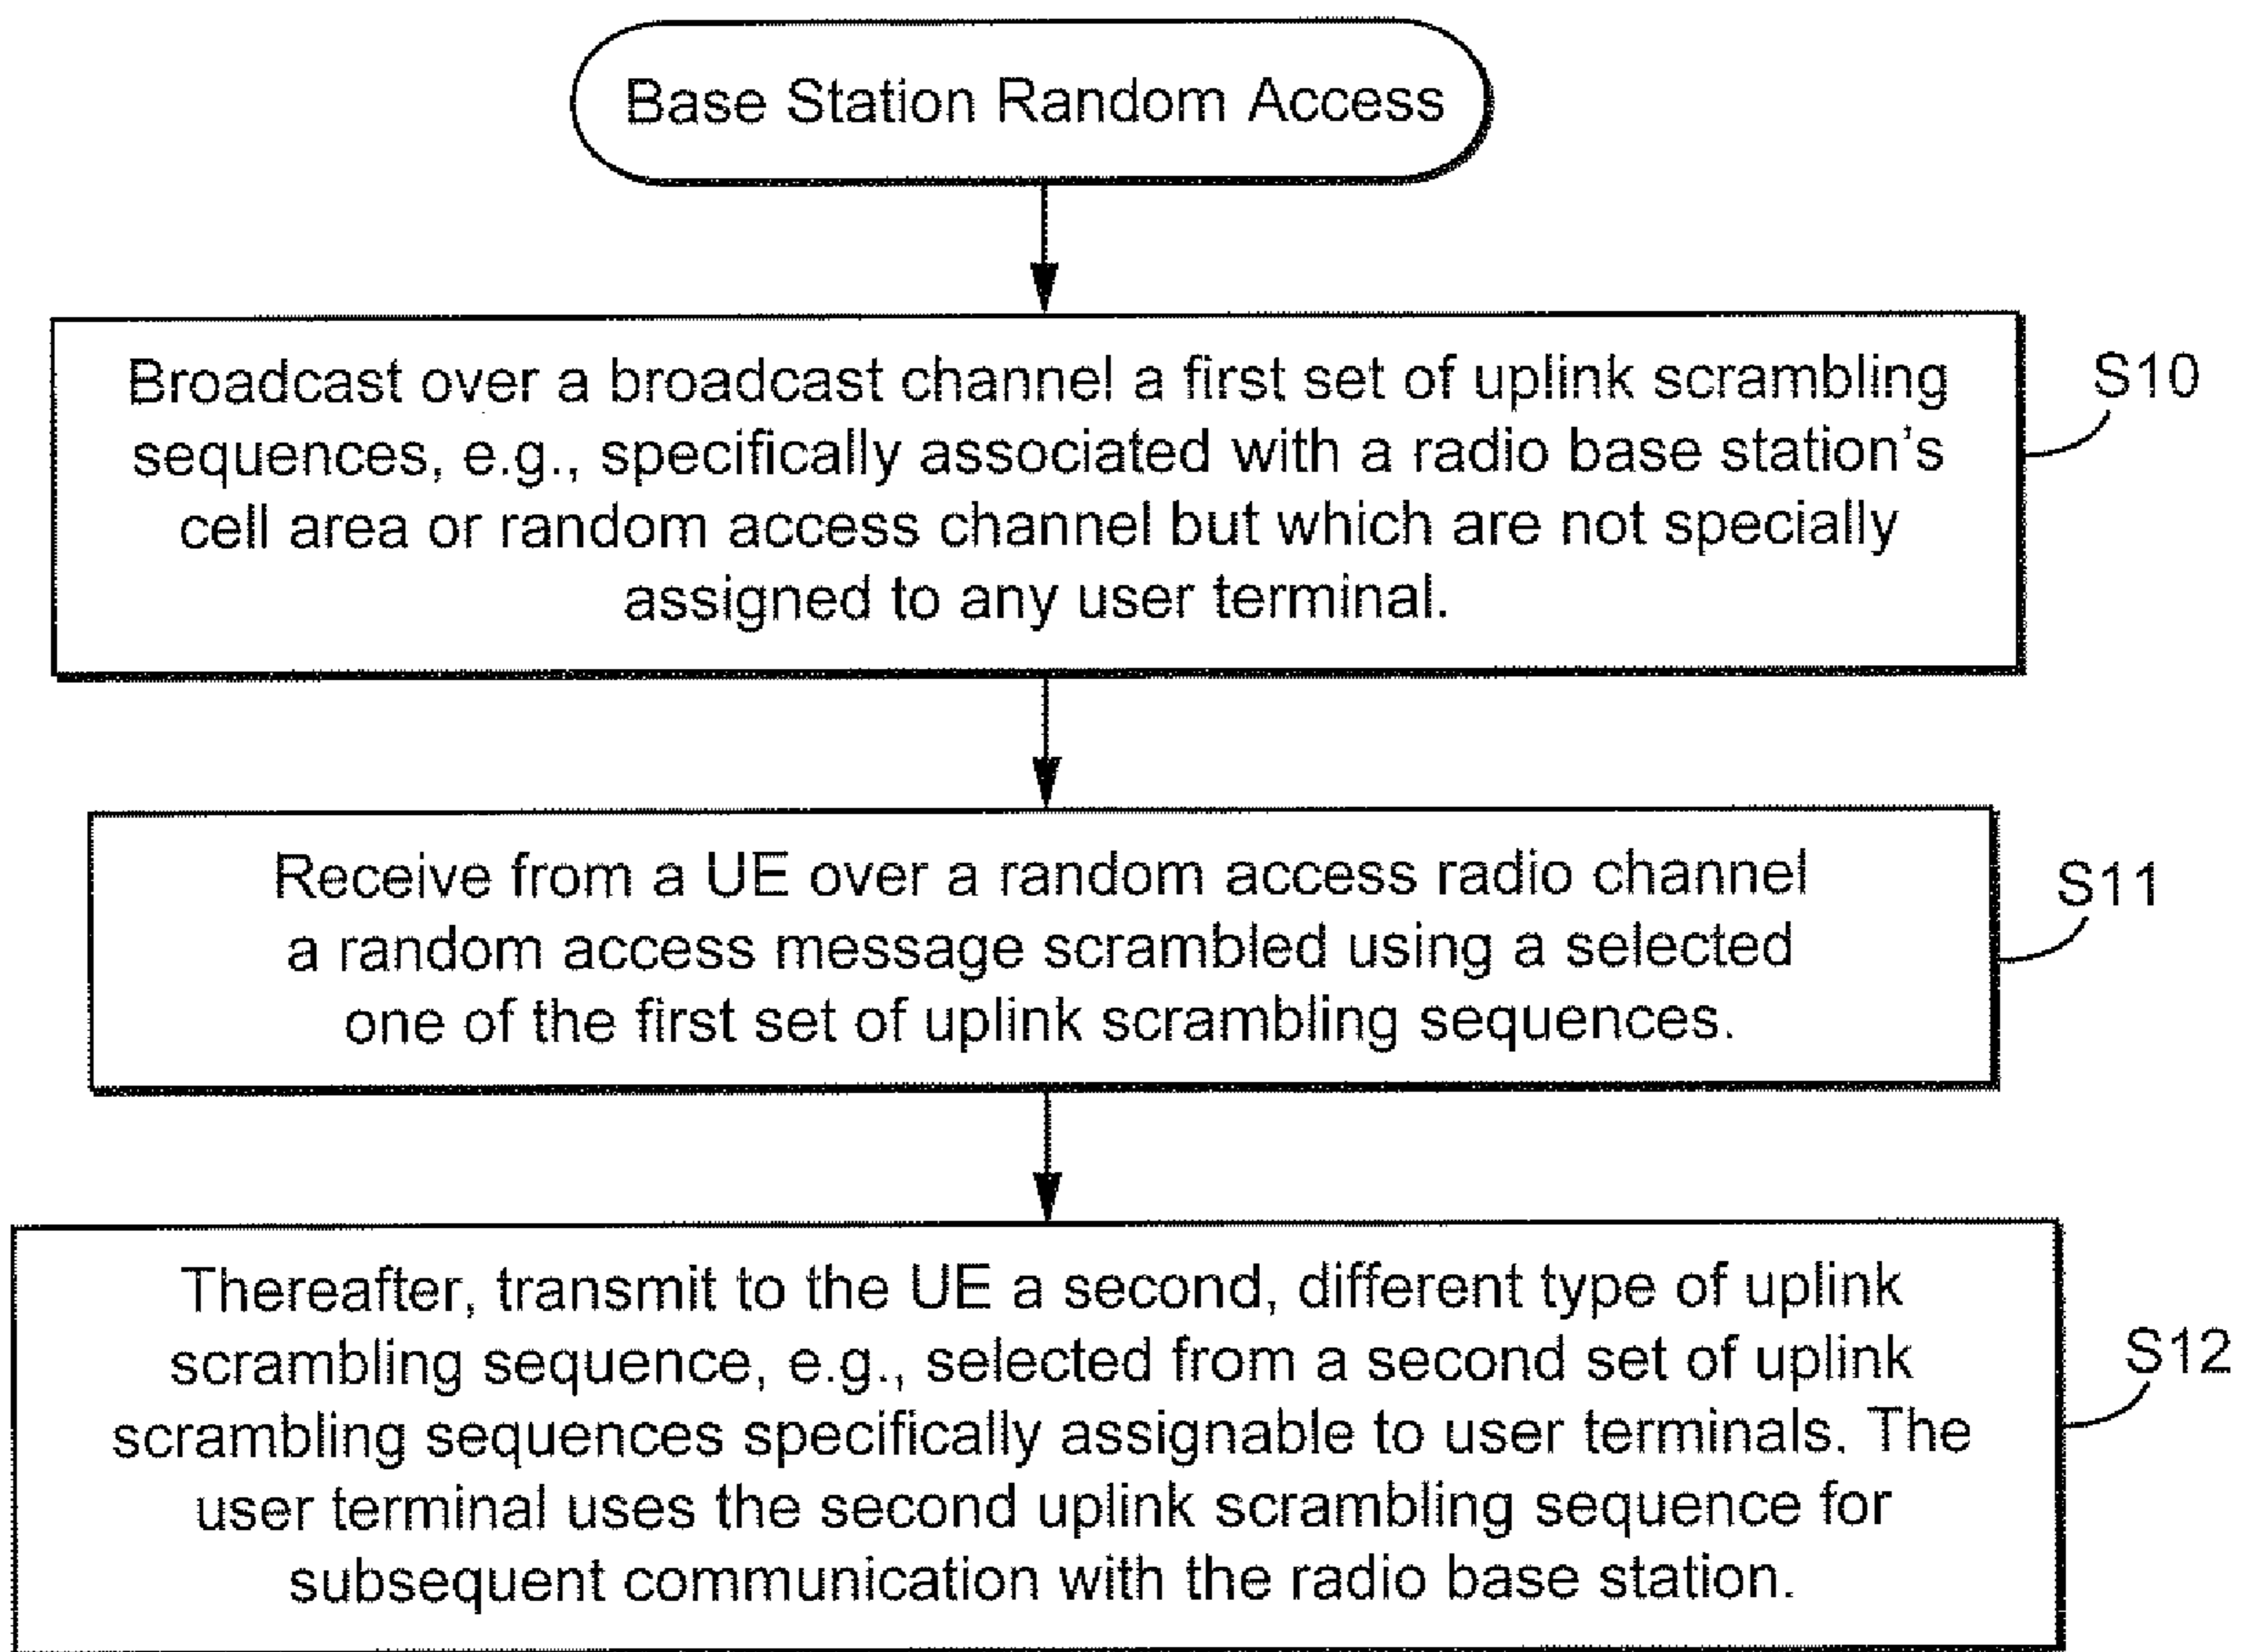 Base Station Random Access
Broadcast over a broadcast channel a first set of uplink scrambling
sequences, e.g., specifically associated with a radio base station's
cell area or random access channel but which are not specially
assigned to any user terminal.
S10
Receive from a UE over a random access radio channel
a random access message scrambled using a selected
one of the first set of uplink scrambling sequences.
S11
Thereafter, transmit to the UE a second, different type of uplink
scrambling sequence, e.g., selected from a second set of uplink
scrambling sequences specifically assignable to user terminals. The
user terminal uses the second uplink scrambling sequence for
subsequent communication with the radio base station.
S12